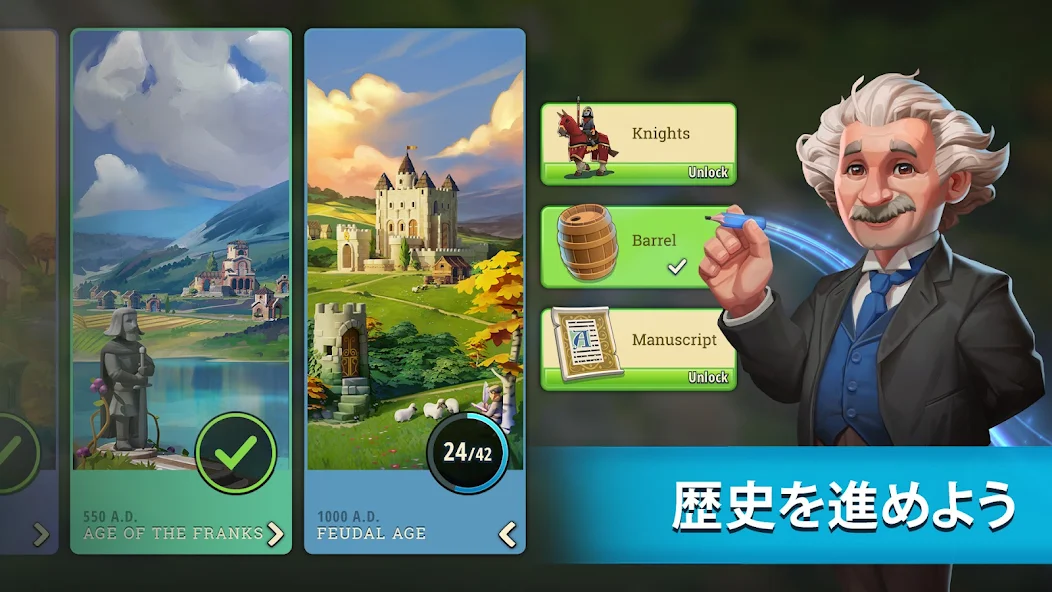 550 A.D.
AGE OF THE FRANKS
24/42
1000 A.D.
FEUDAL AGE
Knights
Unlock
Barrel
Manuscript
Unlock
A
歴史を進めよう